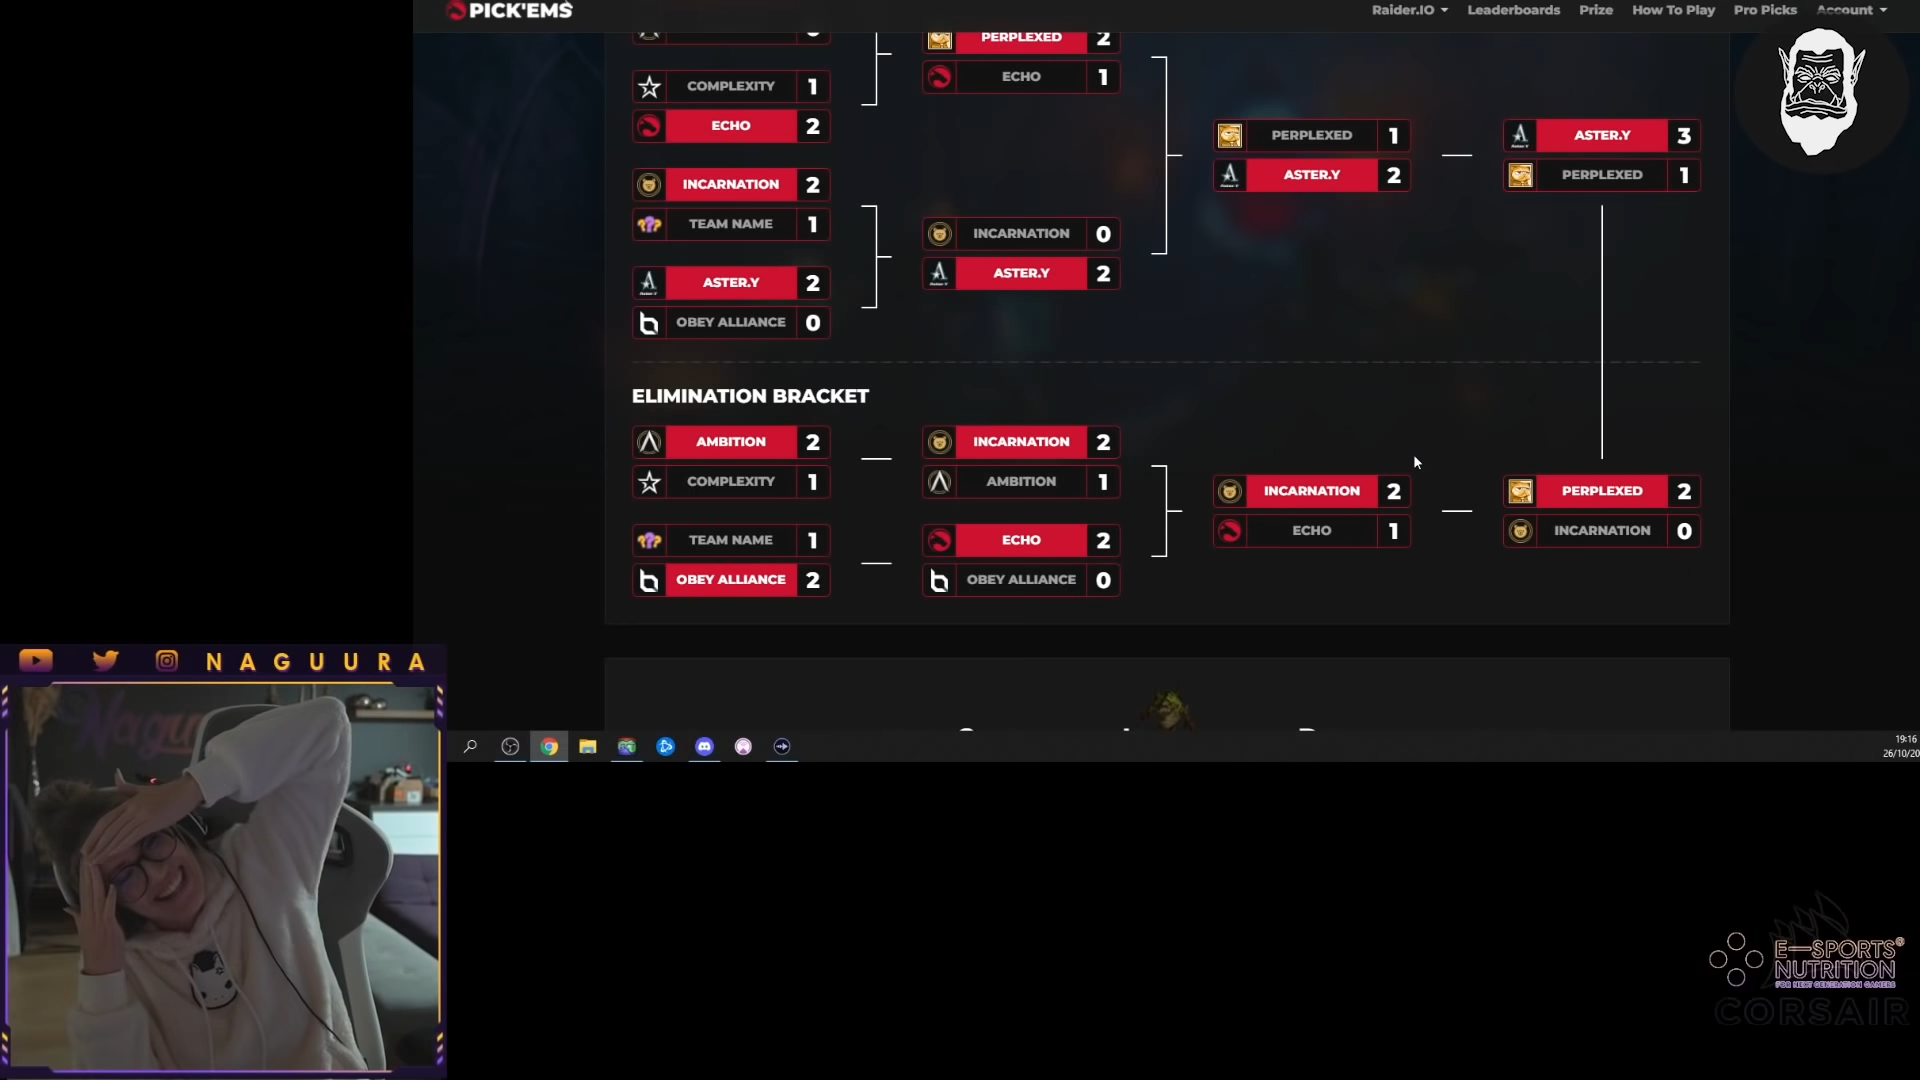 PICK'EMS
Raider.IO Leaderboards Prize How To Play Pro Picks Account
PERPLEXED 2
ECHO 1
COMPLEXITY 1
ECHO 2
INCARNATION 2
TEAM NAME 1
ASTER.Y 2
OBEY ALLIANCE 0
INCARNATION 0
ASTER.Y 2
PERPLEXED 1
ASTER.Y 2
ASTER.Y 3
PERPLEXED 1
ELIMINATION BRACKET
AMBITION 2
COMPLEXITY 1
TEAM NAME 1
OBEY ALLIANCE 2
INCARNATION 2
AMBITION 1
ECHO 2
OBEY ALLIANCE 0
INCARNATION 2
ECHO 1
PERPLEXED 2
INCARNATION 0
NAGUURA
19:16
26/10/20
E-SPORTS
NUTRITION
FOR NEXT GENERATION GAMERS
CORSAIR